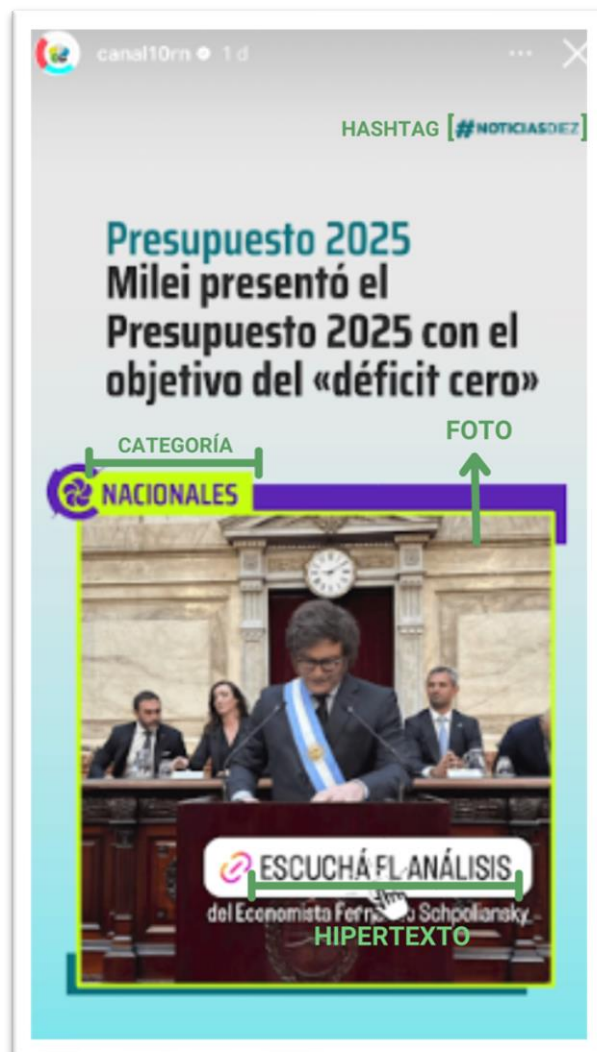 canal10rn 1 d
HASHTAG [#NOTICIASDIEZ]
Presupuesto 2025
Milei presentó el
Presupuesto 2025 con el
objetivo del «déficit cero»
CATEGORÍA
FOTO
NACIONALES
ESCUCHÁ EL ANÁLISIS
del Economista Schpoliansky
HIPERTEXTO